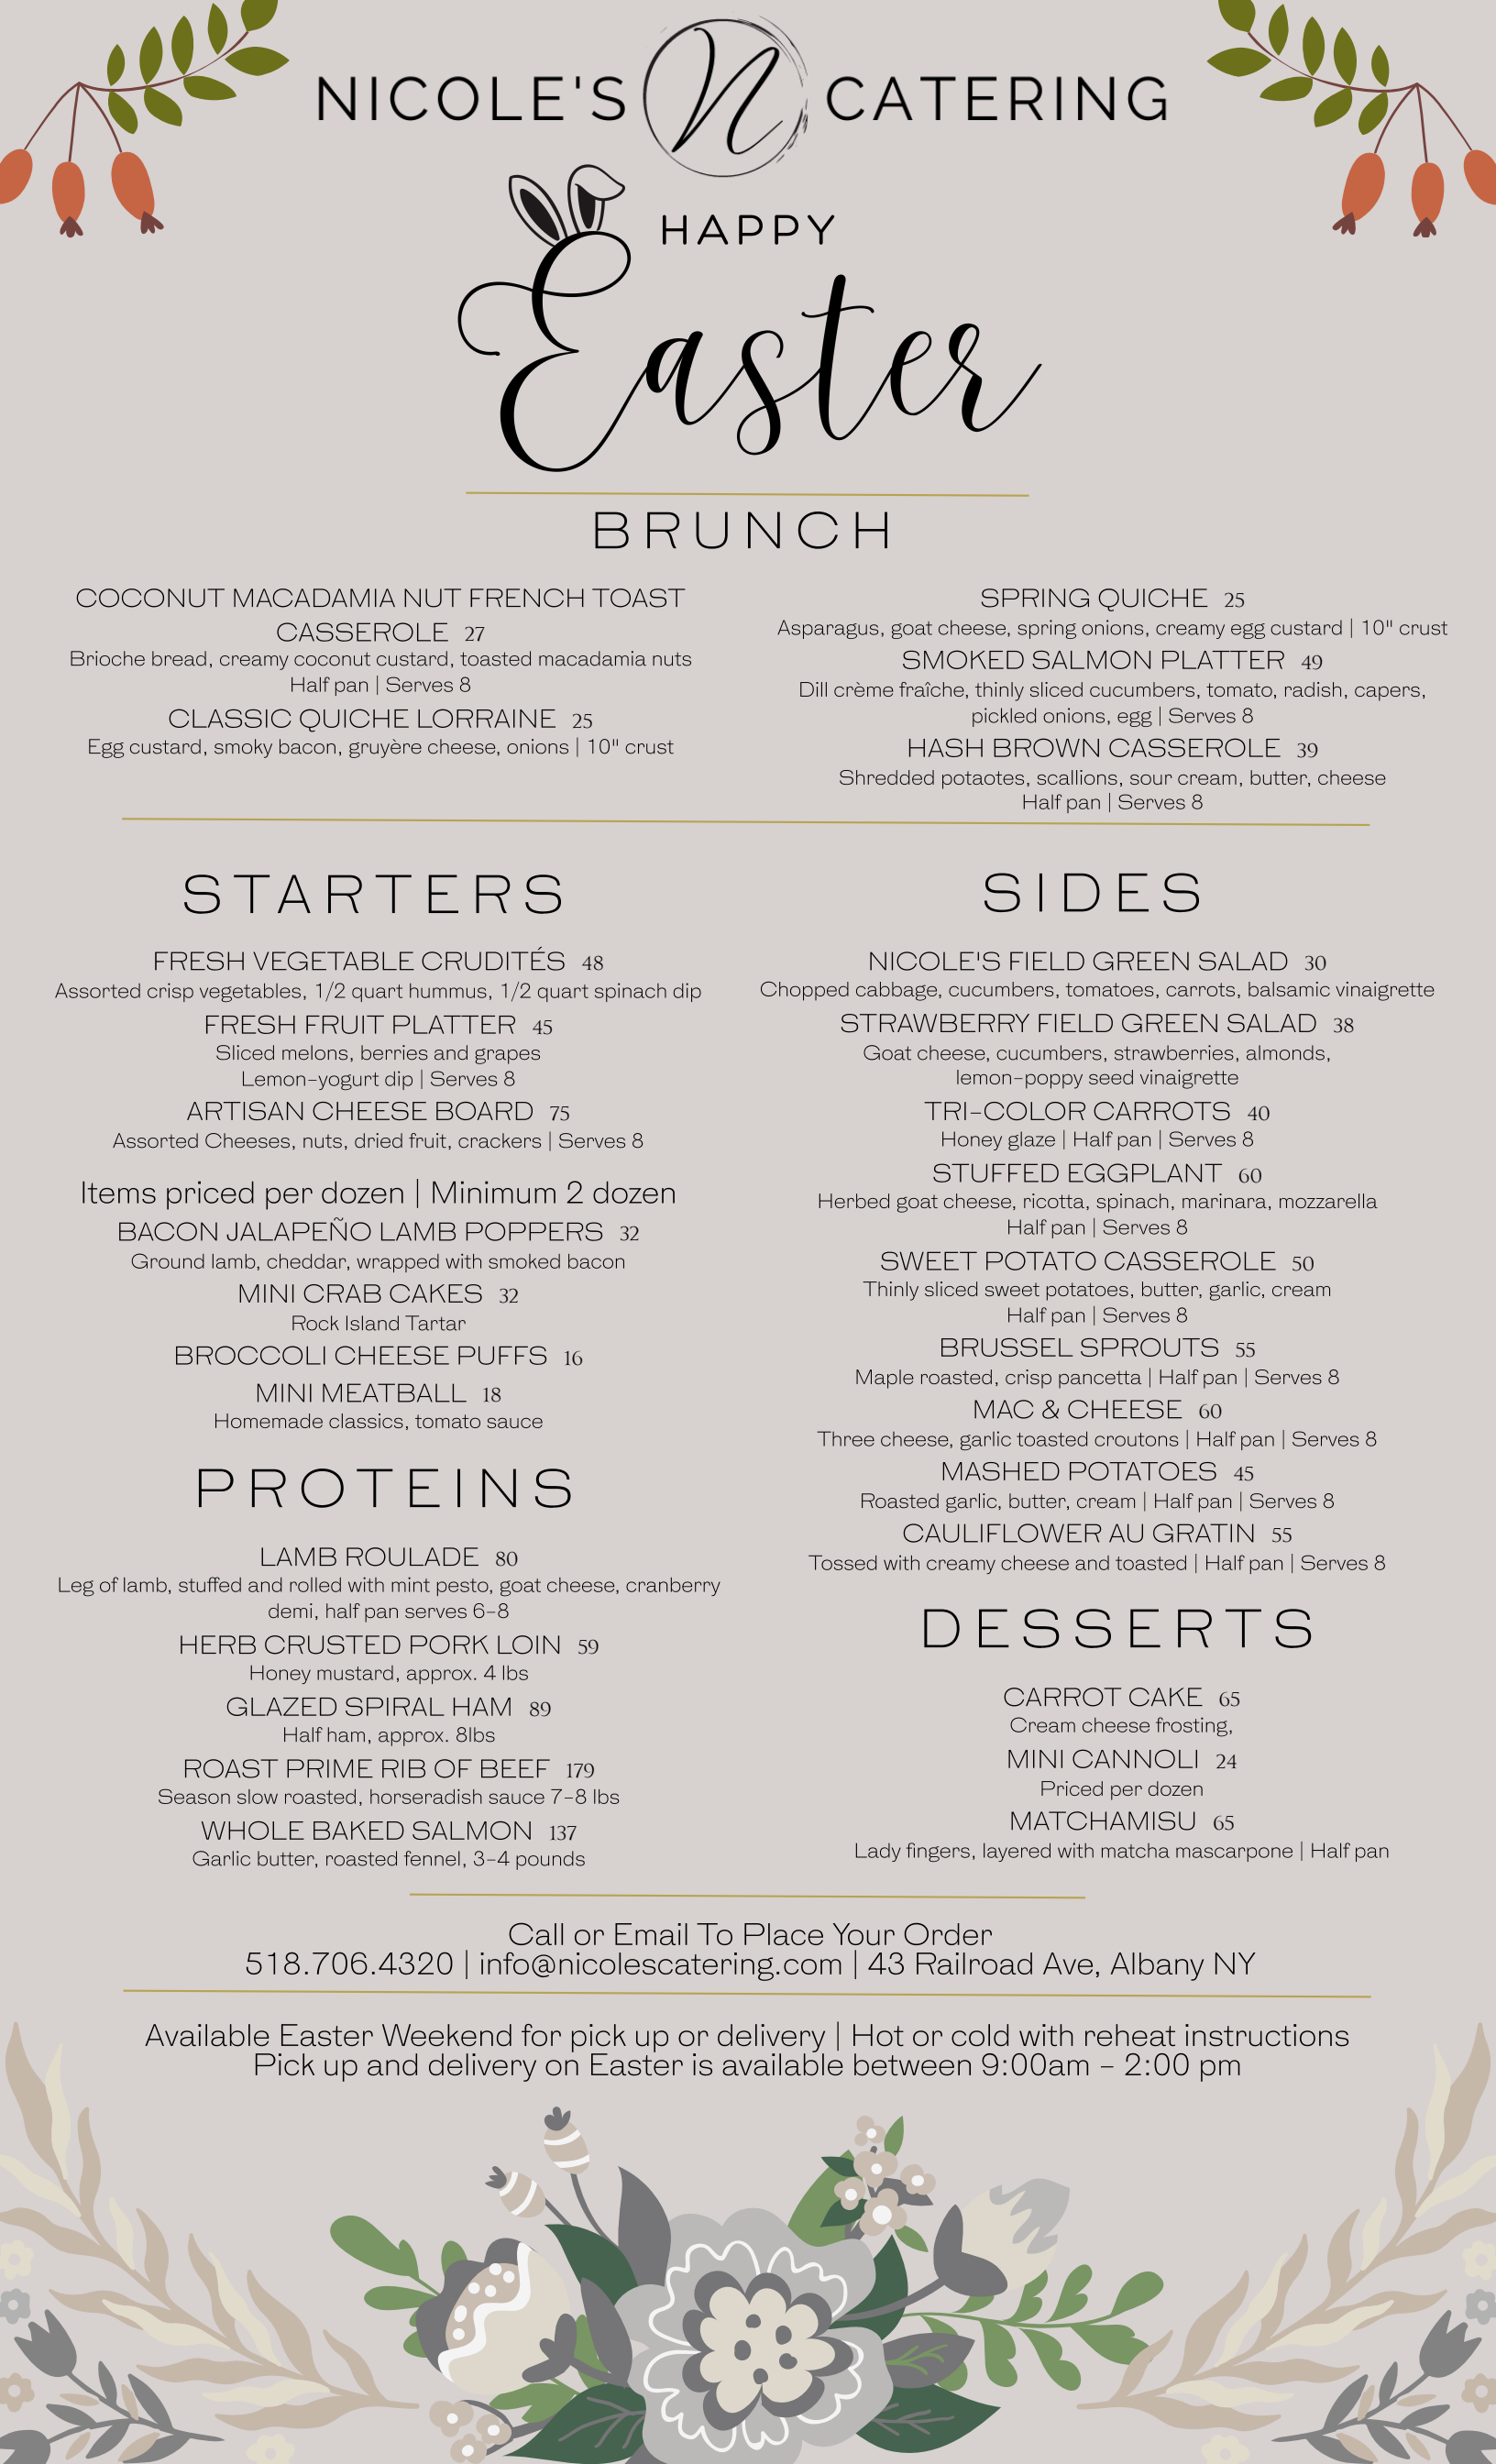 NICOLE'S N CATERING
HAPPY
Easter
BRUNCH
COCONUT MACADAMIA NUT FRENCH TOAST
CASSEROLE 27
Brioche bread, creamy coconut custard, toasted macadamia nuts
Half pan | Serves 8
CLASSIC QUICHE LORRAINE 25
Egg custard, smoky bacon, gruyère cheese, onions | 10" crust
SPRING QUICHE 25
Asparagus, goat cheese, spring onions, creamy egg custard | 10" crust
SMOKED SALMON PLATTER 49
Dill crème fraîche, thinly sliced cucumbers, tomato, radish, capers,
pickled onions, egg | Serves 8
HASH BROWN CASSEROLE 39
Shredded potaotes, scallions, sour cream, butter, cheese
Half pan | Serves 8
STARTERS
FRESH VEGETABLE CRUDITÉS 48
Assorted crisp vegetables, 1/2 quart hummus, 1/2 quart spinach dip
FRESH FRUIT PLATTER 45
Sliced melons, berries and grapes
Lemon-yogurt dip | Serves 8
ARTISAN CHEESE BOARD 75
Assorted Cheeses, nuts, dried fruit, crackers | Serves 8
Items priced per dozen | Minimum 2 dozen
BACON JALAPEÑO LAMB POPPERS 32
Ground lamb, cheddar, wrapped with smoked bacon
MINI CRAB CAKES 32
Rock Island Tartar
BROCCOLI CHEESE PUFFS 16
MINI MEATBALL 18
Homemade classics, tomato sauce
PROTEINS
LAMB ROULADE 80
Leg of lamb, stuffed and rolled with mint pesto, goat cheese, cranberry
demi, half pan serves 6-8
HERB CRUSTED PORK LOIN 59
Honey mustard, approx. 4 lbs
GLAZED SPIRAL HAM 89
Half ham, approx. 8lbs
ROAST PRIME RIB OF BEEF 179
Season slow roasted, horseradish sauce 7-8 lbs
WHOLE BAKED SALMON 137
Garlic butter, roasted fennel, 3-4 pounds
SIDES
NICOLE'S FIELD GREEN SALAD 30
Chopped cabbage, cucumbers, tomatoes, carrots, balsamic vinaigrette
STRAWBERRY FIELD GREEN SALAD 38
Goat cheese, cucumbers, strawberries, almonds,
lemon-poppy seed vinaigrette
TRI-COLOR CARROTS 40
Honey glaze | Half pan | Serves 8
STUFFED EGGPLANT 60
Herbed goat cheese, ricotta, spinach, marinara, mozzarella
Half pan | Serves 8
SWEET POTATO CASSEROLE 50
Thinly sliced sweet potatoes, butter, garlic, cream
Half pan | Serves 8
BRUSSEL SPROUTS 55
Maple roasted, crisp pancetta | Half pan | Serves 8
MAC & CHEESE 60
Three cheese, garlic toasted croutons | Half pan | Serves 8
MASHED POTATOES 45
Roasted garlic, butter, cream | Half pan | Serves 8
CAULIFLOWER AU GRATIN 55
Tossed with creamy cheese and toasted | Half pan | Serves 8
DESSERTS
CARROT CAKE 65
Cream cheese frosting,
MINI CANNOLI 24
Priced per dozen
MATCHAMISU 65
Lady fingers, layered with matcha mascarpone | Half pan
Call or Email To Place Your Order
518.706.4320 | info@nicolescatering.com | 43 Railroad Ave, Albany NY
Available Easter Weekend for pick up or delivery | Hot or cold with reheat instructions
Pick up and delivery on Easter is available between 9:00am - 2:00 pm